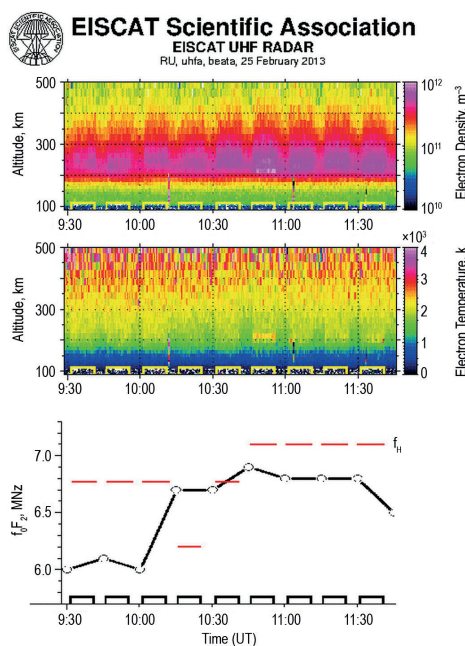 EISCAT SCIENTIFIC ASSOCIATION
EISCAT Scientific Association
EISCAT UHF RADAR
RU, uhfa, beata, 25 February 2013
500
300
100
Altitude, km
9:30 10:00 10:30 11:00 11:30
10¹²
10¹¹
10¹⁰
Electron Density m⁻³
500
300
100
Altitude, km
9:30 10:00 10:30 11:00 11:30
×10³
4
3
2
1
0
Electron Temperature, k
7.0
6.5
6.0
f₀F₂, MNz
f_H
9:30 10:00 10:30 11:00 11:30
Time (UT)